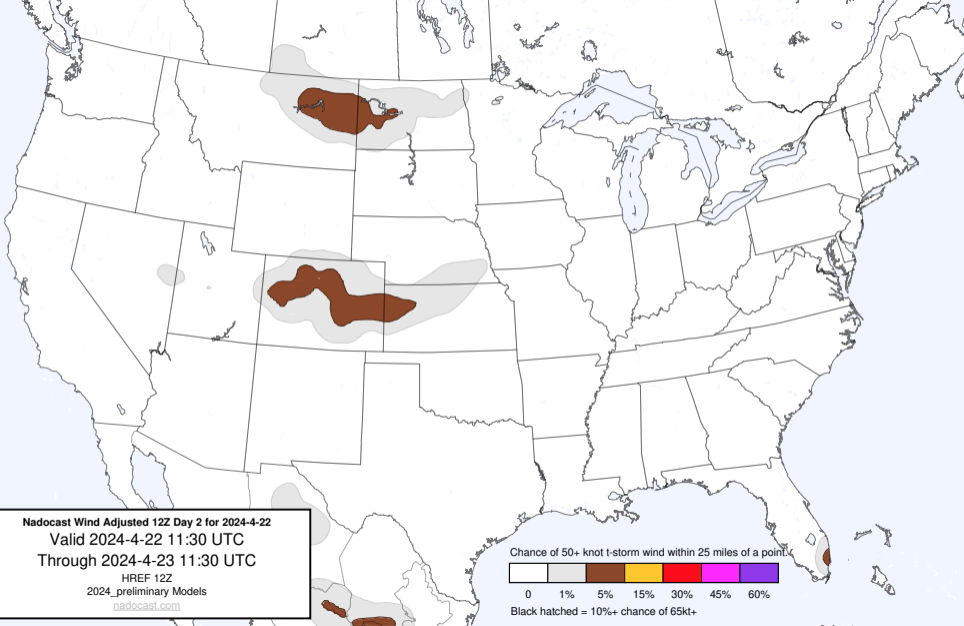 Nadocast Wind Adjusted 12Z Day 2 for 2024-4-22
Valid 2024-4-22 11:30 UTC
Through 2024-4-23 11:30 UTC
HREF 12Z
2024_preliminary Models
nadocast.com
Chance of 50+ knot t-storm wind within 25 miles of a point.
0 1% 5% 15% 30% 45% 60%
Black hatched = 10%+ chance of 65kt+